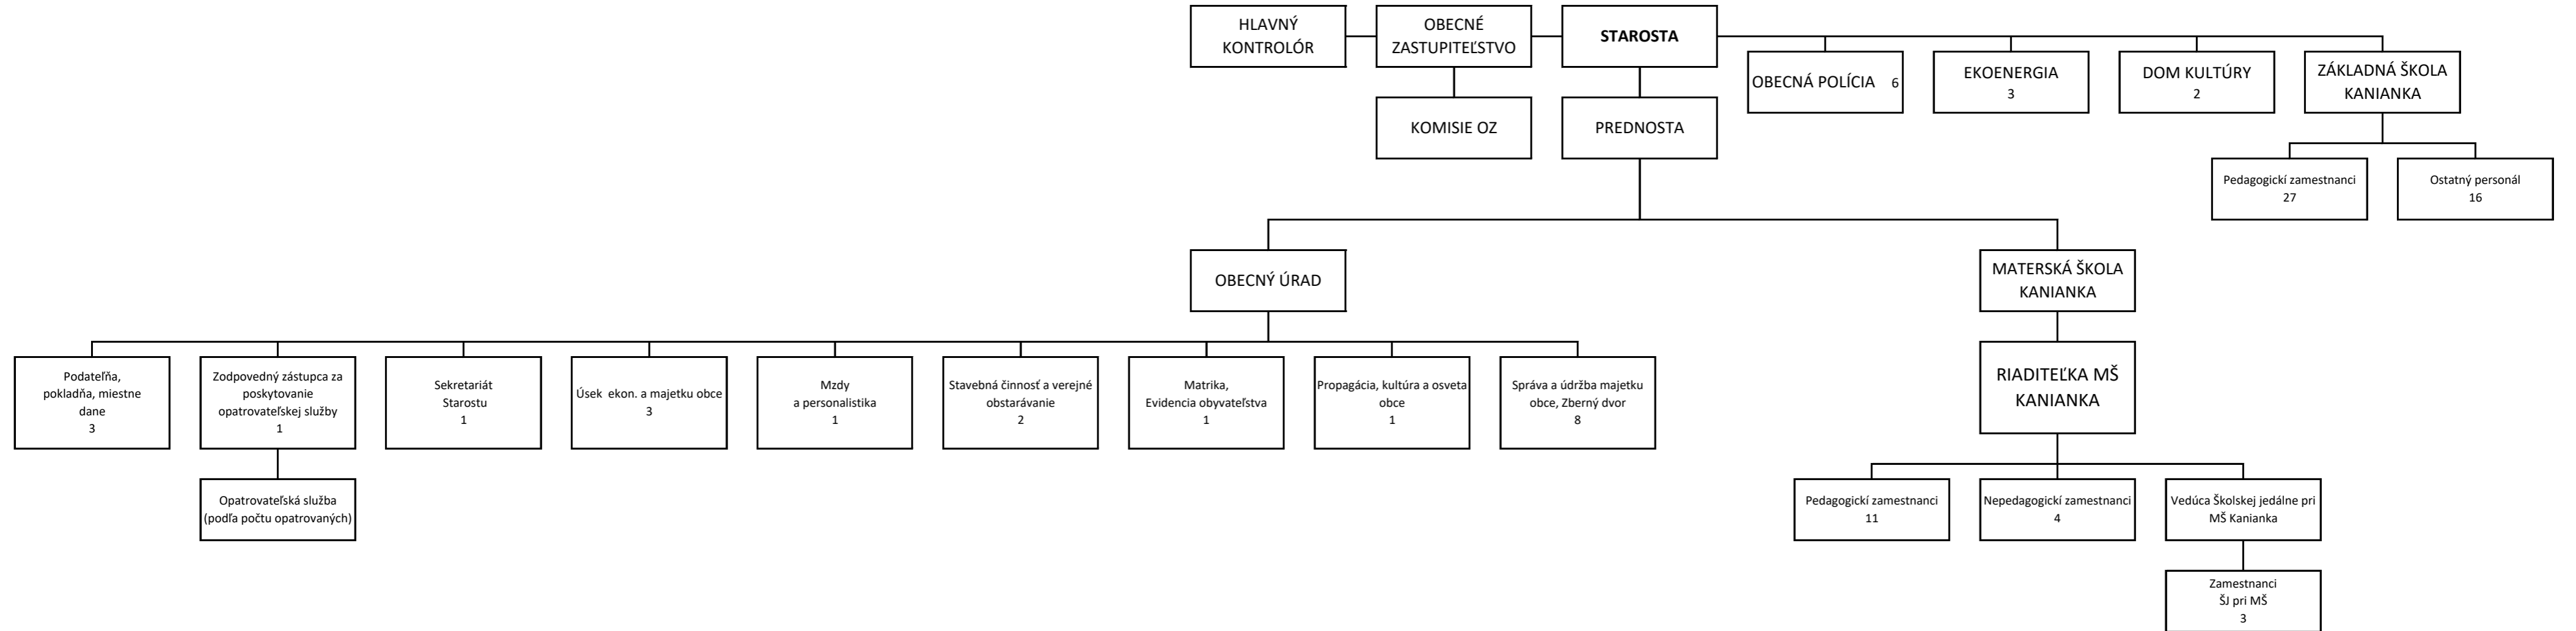 HLAVNÝ
KONTROLÓR
OBECNÉ
ZASTUPITEĽSTVO
STAROSTA
OBECNÁ POLÍCIA 6
EKOENERGIA
3
DOM KULTÚRY
2
ZÁKLADNÁ ŠKOLA
KANIANKA
KOMISIE OZ
PREDNOSTA
Pedagogickí zamestnanci
27
Ostatný personál
16
OBECNÝ ÚRAD
MATERSKÁ ŠKOLA
KANIANKA
Podateľňa,
pokladňa, miestne
dane
3
Zodpovedný zástupca za
poskytovanie
opatrovateľskej služby
1
Sekretariát
Starostu
1
Úsek ekon. a majetku obce
3
Mzdy
a personalistika
1
Stavebná činnosť a verejné
obstarávanie
2
Matrika,
Evidencia obyvateľstva
1
Propagácia, kultúra a osveta
obce
1
Správa a údržba majetku
obce, Zberný dvor
8
RIADITEĽKA MŠ
KANIANKA
Opatrovateľská služba
(podľa počtu opatrovaných)
Pedagogickí zamestnanci
11
Nepedagogickí zamestnanci
4
Vedúca Školskej jedálne pri
MŠ Kanianka
Zamestnanci
ŠJ pri MŠ
3